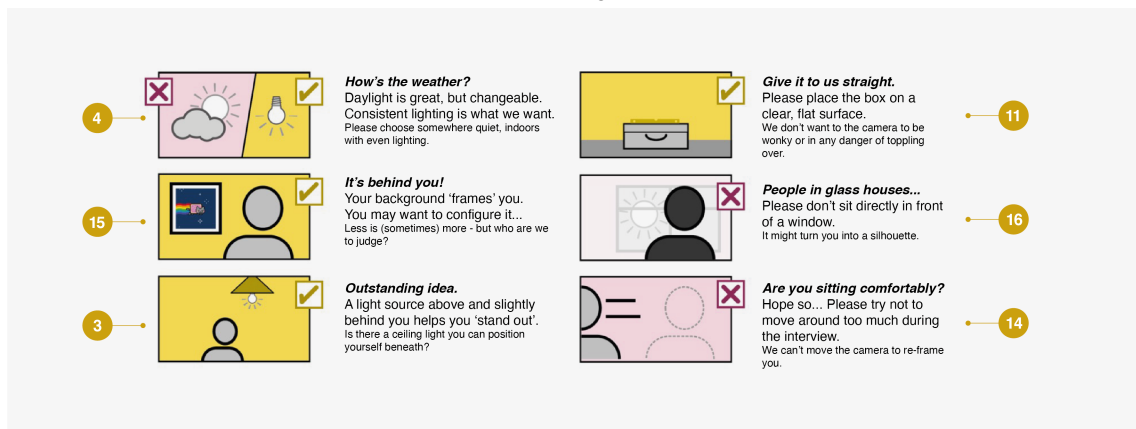 4
How's the weather?
Daylight is great, but changeable.
Consistent lighting is what we want.
Please choose somewhere quiet, indoors
with even lighting.
15
It's behind you!
Your background 'frames' you.
You may want to configure it...
Less is (sometimes) more - but who are we
to judge?
3
Outstanding idea.
A light source above and slightly
behind you helps you 'stand out'.
Is there a ceiling light you can position
yourself beneath?
11
Give it to us straight.
Please place the box on a
clear, flat surface.
We don't want to the camera to be
wonky or in any danger of toppling
over.
16
People in glass houses...
Please don't sit directly in front
of a window.
It might turn you into a silhouette.
14
Are you sitting comfortably?
Hope so... Please try not to
move around too much during
the interview.
We can't move the camera to re-frame
you.